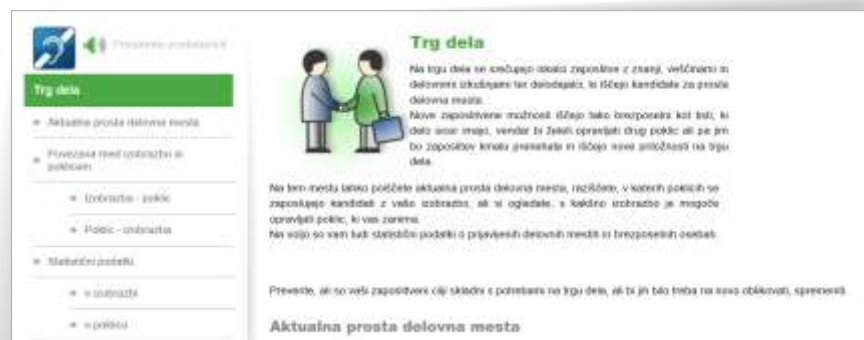 Trg dela
Aktualna prosta delovna mesta
Povezava med izobrazbo in
poklicem
Izobrazba - poklic
Poklic - izobrazba
Statistični podatki
o izobrazbi
o poklicu
Trg dela
Na trgu dela se srečujejo iskalci zaposlitve z znanji, veščinami in
delovnimi izkušnjami ter delodajalci, ki iščejo kandidate za prosta
delovna mesta.
Nove zaposlitvene možnosti iščejo tako brezposelni kot tisti, ki
delo sicer imajo, vendar bi želeli opravljati drug poklic ali pa jim
bo zaposlitev kmalu prenehala in iščejo nove priložnosti na trgu
dela.
Na tem mestu lahko poiščete aktualna prosta delovna mesta, raziščete, v katerih poklicih se
zaposlujejo kandidati z vašo izobrazbo, ali si ogledate, s kakšno izobrazbo je mogoče
opravljati poklic, ki vas zanima.
Na voljo so vam tudi statistični podatki o prijavljenih delovnih mestih in brezposelnih osebah.
Preverite, ali so vaši zaposlitveni cilji skladni s potrebami na trgu dela, ali bi jih bilo treba na novo oblikovati, spremeniti.
Aktualna prosta delovna mesta